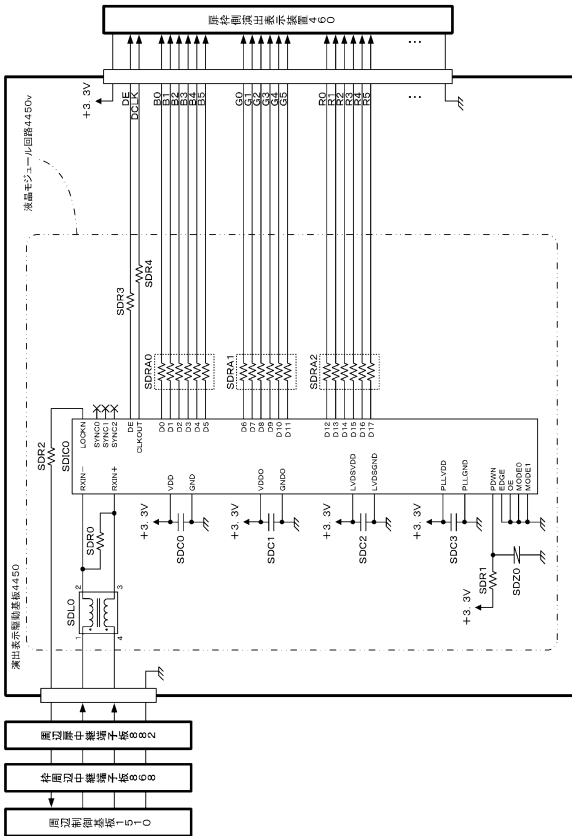 扉枠側演出表示装置460
+3.3V
DE
DCLK
B0
B1
B2
B3
B4
B5
G0
G1
G2
G3
G4
G5
R0
R1
R2
R3
R4
R5
...
...
液晶モジュール回路4450v
SDR3
SDR4
SDRA0
SDRA1
SDRA2
SDR2
SDIC0
LOCKN
SYNC0
SYNC1
SYNC2
DE
CLKOUT
D0
D1
D2
D3
D4
D5
D6
D7
D8
D9
D10
D11
D12
D13
D14
D15
D16
D17
RXIN-
RXIN+
VDD
GND
VDDO
GNDO
LVDSVDD
LVDSGND
PLLVDD
PLLGND
PDWN
EDGE
OE
MODE0
MODE1
SDR0
+3.3V
SDC0
+3.3V
SDC1
+3.3V
SDC2
+3.3V
SDC3
+3.3V
SDR1
SDZ0
SDL0
1
2
3
4
演出表示駆動基板4450
周辺扉中継端子板882
枠周辺中継端子板868
周辺制御基板1510